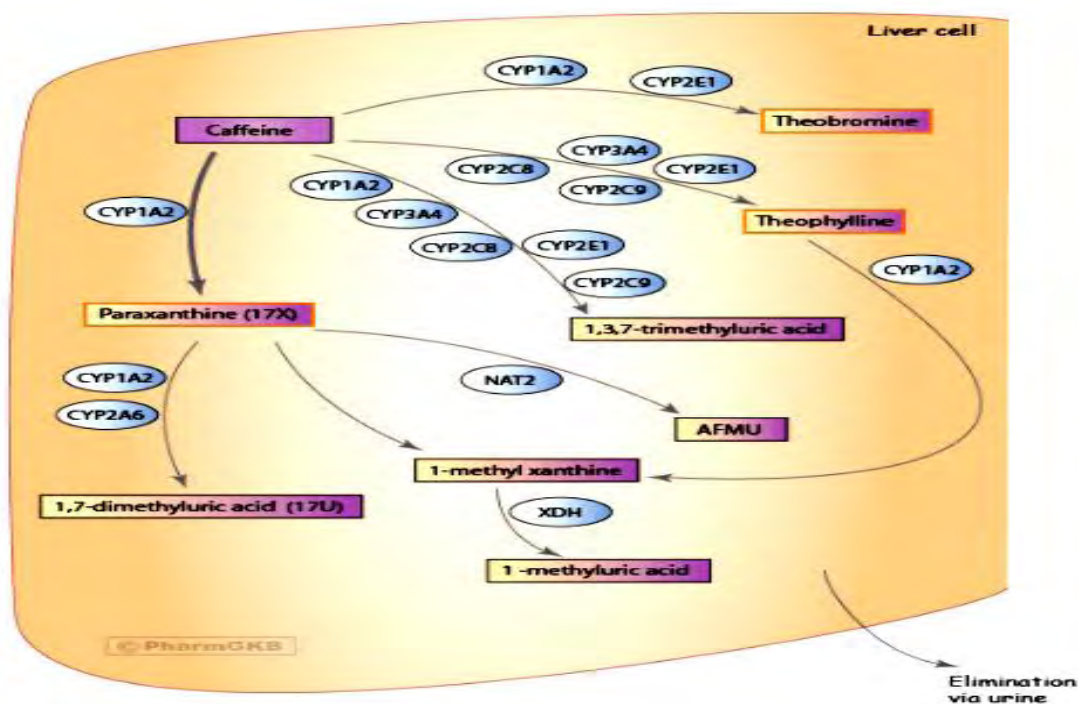 Liver cell
CYP1A2
CYP2E1
Theobromine
Caffeine
CYP3A4
CYP2C8
CYP2E1
CYP2C9
CYP1A2
CYP3A4
CYP2C8
CYP2E1
CYP2C9
CYP1A2
Theophylline
CYP1A2
Paraxanthine (17X)
1,3,7-trimethyluric acid
CYP1A2
CYP2A6
NAT2
AFMU
1-methyl xanthine
1,7-dimethyluric acid (17U)
XDH
1 -methyluric acid
© PharmGKB
Elimination
via urine